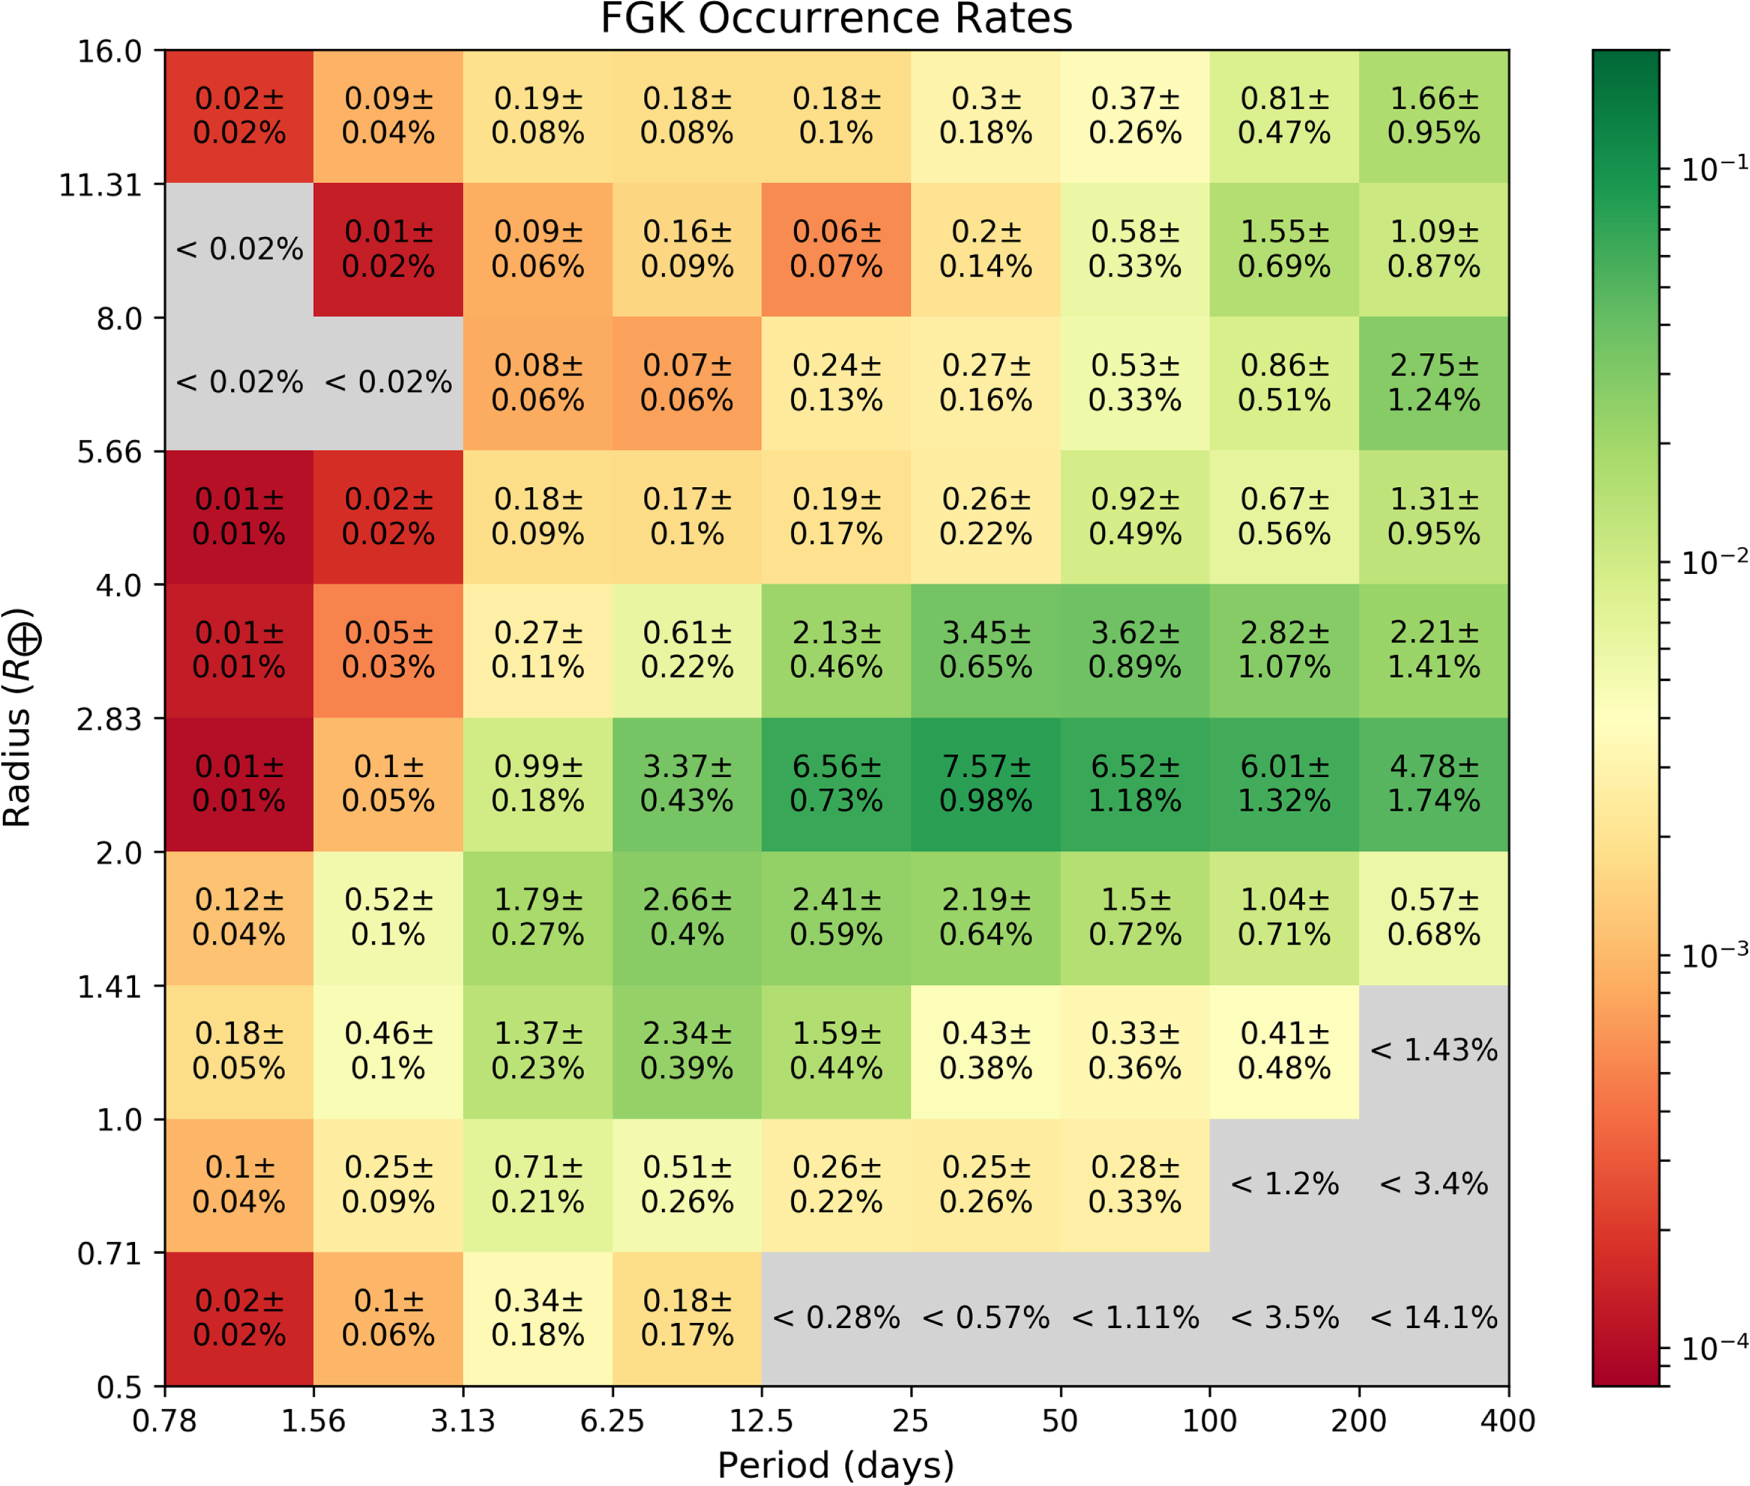 FGK Occurrence Rates
16.0
0.02± 0.09± 0.19± 0.18± 0.18± 0.3± 0.37± 0.81± 1.66±
0.02% 0.04% 0.08% 0.08% 0.1% 0.18% 0.26% 0.47% 0.95%
11.31
< 0.02% 0.01± 0.09± 0.16± 0.06± 0.2± 0.58± 1.55± 1.09±
0.02% 0.06% 0.09% 0.07% 0.14% 0.33% 0.69% 0.87%
8.0
< 0.02% < 0.02% 0.08± 0.07± 0.24± 0.27± 0.53± 0.86± 2.75±
0.06% 0.06% 0.13% 0.16% 0.33% 0.51% 1.24%
5.66
0.01± 0.02± 0.18± 0.17± 0.19± 0.26± 0.92± 0.67± 1.31±
0.01% 0.02% 0.09% 0.1% 0.17% 0.22% 0.49% 0.56% 0.95%
4.0
0.01± 0.05± 0.27± 0.61± 2.13± 3.45± 3.62± 2.82± 2.21±
0.01% 0.03% 0.11% 0.22% 0.46% 0.65% 0.89% 1.07% 1.41%
2.83
0.01± 0.1± 0.99± 3.37± 6.56± 7.57± 6.52± 6.01± 4.78±
0.01% 0.05% 0.18% 0.43% 0.73% 0.98% 1.18% 1.32% 1.74%
2.0
0.12± 0.52± 1.79± 2.66± 2.41± 2.19± 1.5± 1.04± 0.57±
0.04% 0.1% 0.27% 0.4% 0.59% 0.64% 0.72% 0.71% 0.68%
1.41
0.18± 0.46± 1.37± 2.34± 1.59± 0.43± 0.33± 0.41± < 1.43%
0.05% 0.1% 0.23% 0.39% 0.44% 0.38% 0.36% 0.48%
1.0
0.1± 0.25± 0.71± 0.51± 0.26± 0.25± 0.28± < 1.2% < 3.4%
0.04% 0.09% 0.21% 0.26% 0.22% 0.26% 0.33%
0.71
0.02± 0.1± 0.34± 0.18± < 0.28% < 0.57% < 1.11% < 3.5% < 14.1%
0.02% 0.06% 0.18% 0.17%
0.5
0.78 1.56 3.13 6.25 12.5 25 50 100 200 400
Period (days)
Radius (R⊕)
10⁻¹
10⁻²
10⁻³
10⁻⁴